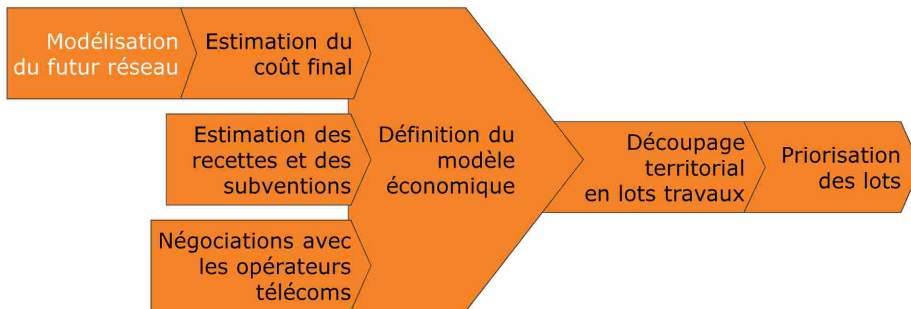 Modélisation
du futur réseau
Estimation du
coût final
Estimation des
recettes et des
subventions
Négociations avec
les opérateurs
télécoms
Définition du
modèle
économique
Découpage
territorial
en lots travaux
Priorisation
des lots